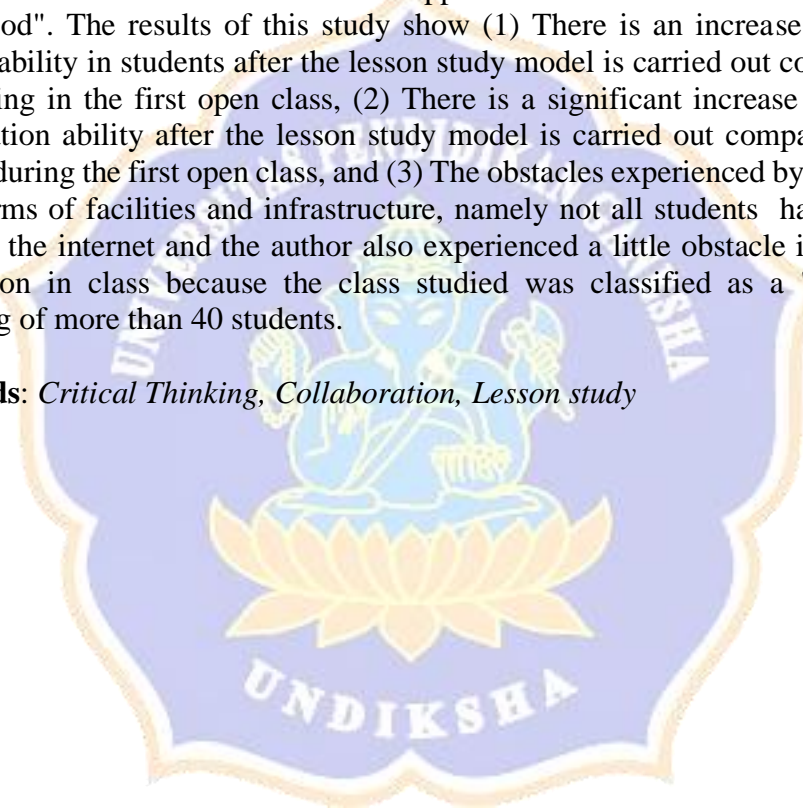 od". The results of this study show (1) There is an increase
ability in students after the lesson study model is carried out co
ing in the first open class, (2) There is a significant increase
tion ability after the lesson study model is carried out compa
during the first open class, and (3) The obstacles experienced by
rms of facilities and infrastructure, namely not all students ha
the internet and the author also experienced a little obstacle i
on in class because the class studied was classified as a "
g of more than 40 students.
ds: Critical Thinking, Collaboration, Lesson study
UNIVERSITAS PENDIDIKAN GANESHA
UNDIKSHA